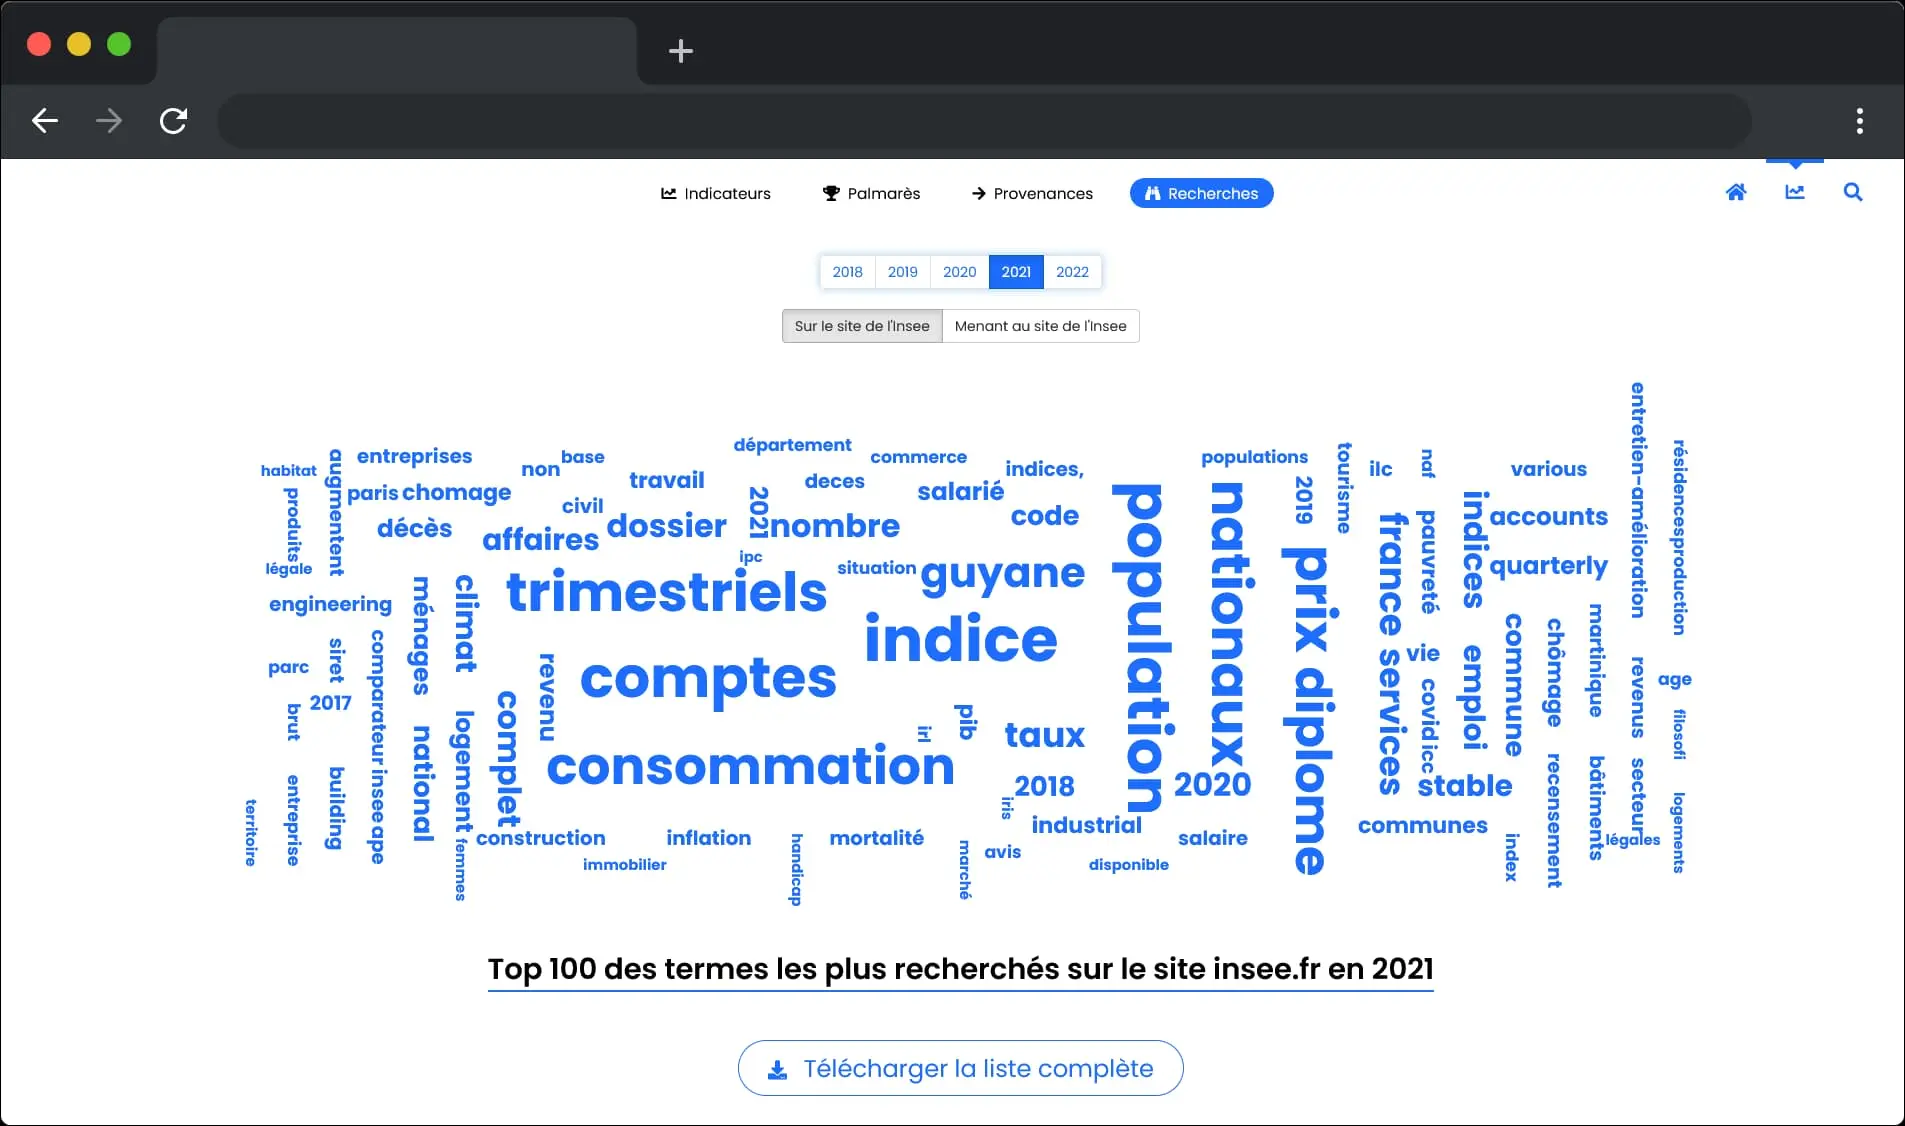 Indicateurs
Palmarès
Provenances
Recherches
2018
2019
2020
2021
2022
Sur le site de l'Insee
Menant au site de l'Insee
habitat
augmentent
entreprises
non
base
travail
département
commerce
indices,
populations
tourisme
ilc
naf
various
entretien-amélioration
résidencesproduction
produits
paris
chomage
civil
2021
deces
salarié
code
population
nationaux
2019
france
pauvreté
indices
accounts
décès
affaires
dossier
nombre
ipc
situation
guyane
prix
quarterly
légale
engineering
ménages
climat
trimestriels
indice
services
vie
emploi
commune
chômage
martinique
revenus
age
parc
siret
comparateur
2017
brut
revenu
comptes
complet
logement
national
irl
pib
taux
diplome
covid
icc
filosofi
consommation
2018
2020
stable
recensement
bâtiments
secteur
territoire
entreprise
building
insee
ape
iris
industrial
salaire
communes
index
légales
logements
femmes
construction
inflation
mortalité
avis
immobilier
handicap
marché
disponible
Top 100 des termes les plus recherchés sur le site insee.fr en 2021
Télécharger la liste complète